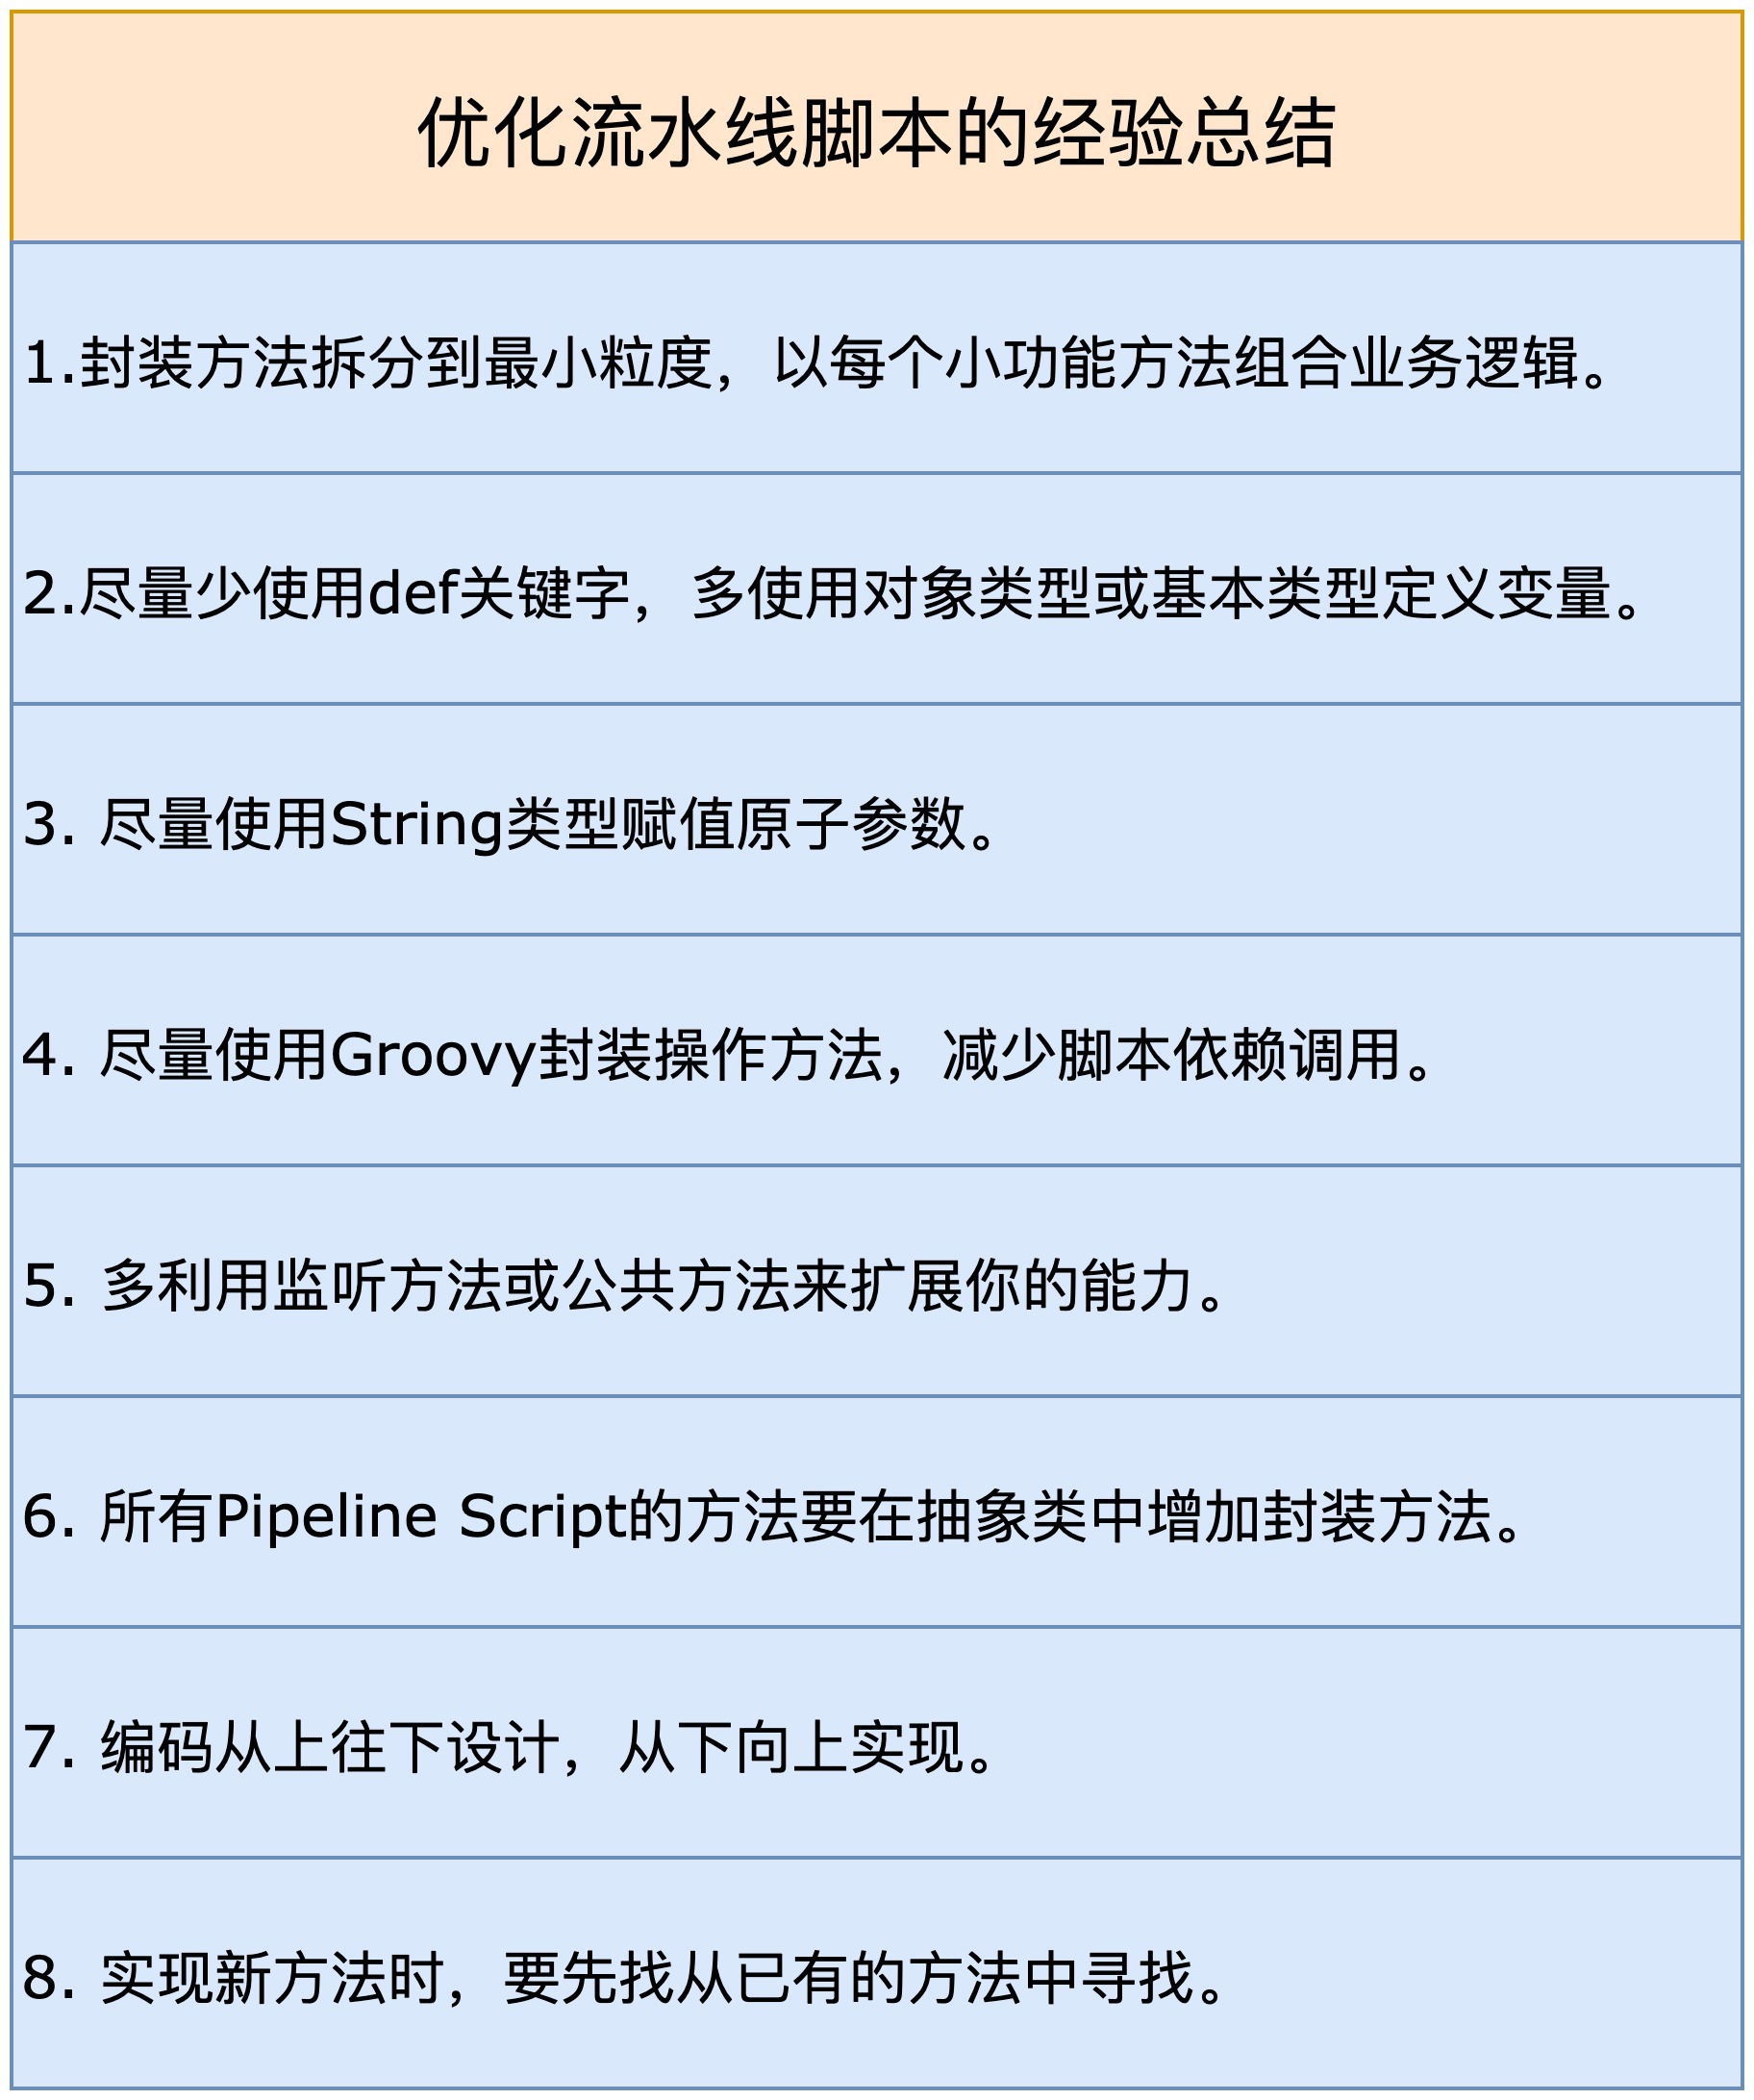 优化流水线脚本的经验总结
1.封装方法拆分到最小粒度，以每个小功能方法组合业务逻辑。
2.尽量少使用def关键字，多使用对象类型或基本类型定义变量。
3. 尽量使用String类型赋值原子参数。
4. 尽量使用Groovy封装操作方法，减少脚本依赖调用。
5. 多利用监听方法或公共方法来扩展你的能力。
6. 所有Pipeline Script的方法要在抽象类中增加封装方法。
7. 编码从上往下设计，从下向上实现。
8. 实现新方法时，要先找从已有的方法中寻找。